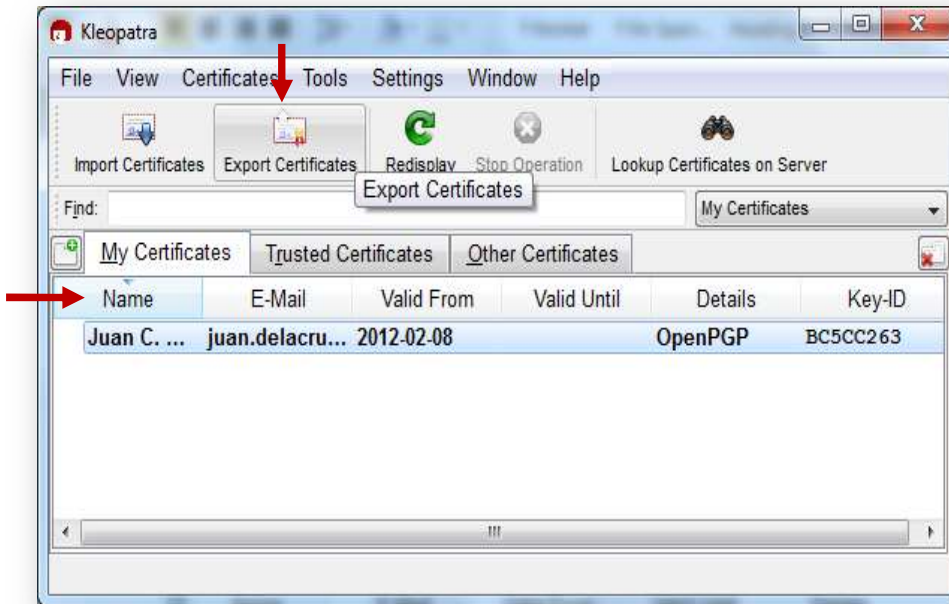 Kleopatra
File View Certificates Tools Settings Window Help
Import Certificates Export Certificates Redisplay Stop Operation Lookup Certificates on Server
Export Certificates
Find: My Certificates
My Certificates Trusted Certificates Other Certificates
Name E-Mail Valid From Valid Until Details Key-ID
Juan C. ... juan.delacru... 2012-02-08 OpenPGP BC5CC263